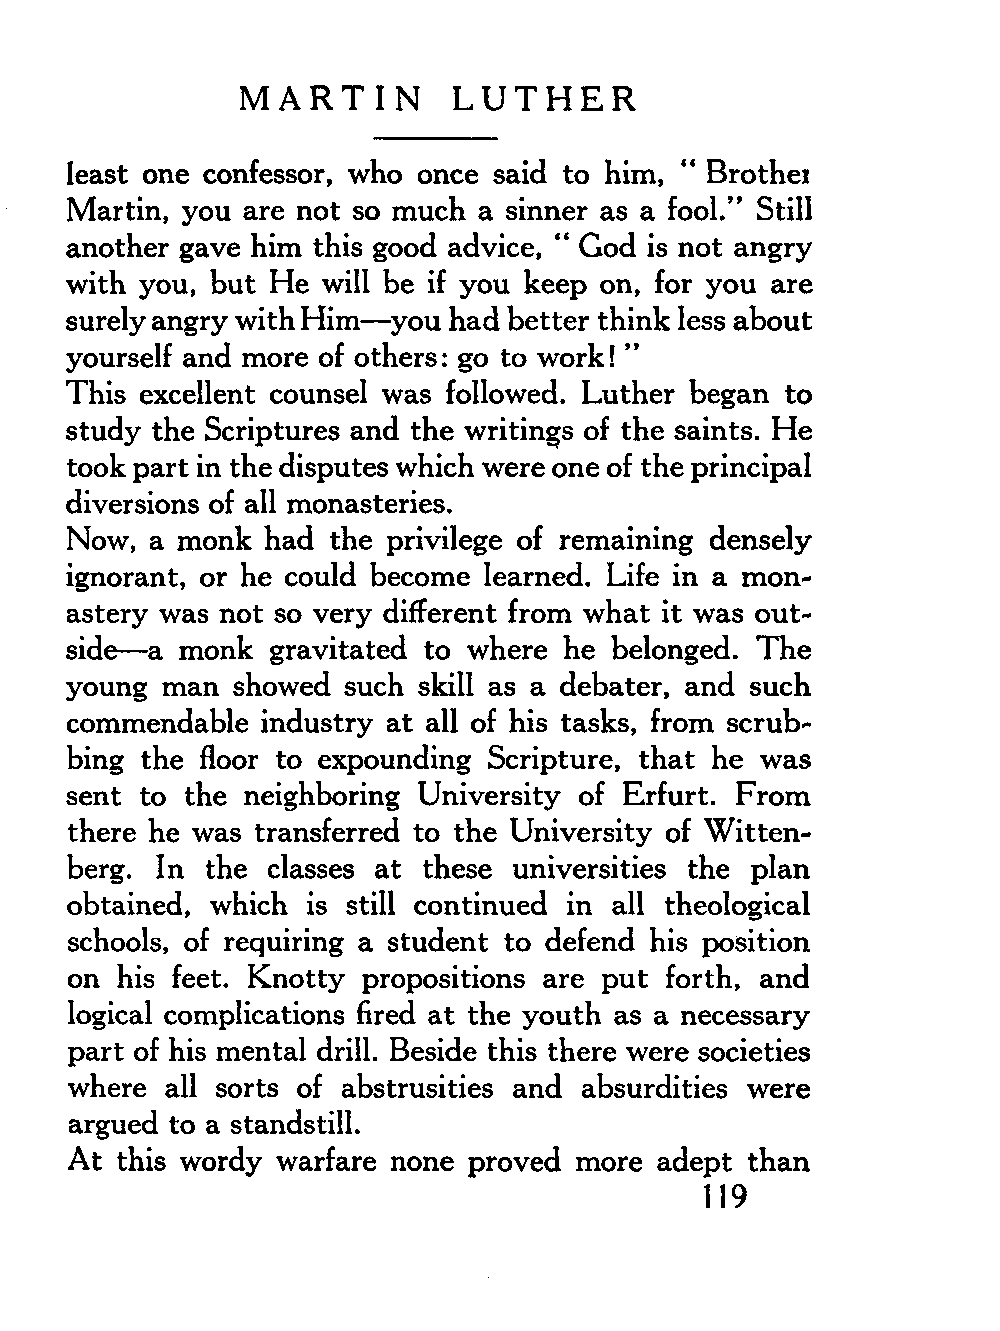 MARTIN LUTHER
least one confessor, who once said to him, “ Brother
Martin, you are not so much a sinner as a fool.” Still
another gave him this good advice, “ God is not angry
with you, but He will be if you keep on, for you are
surely angry with Him—you had better think less about
yourself and more of others: go to work! ”
This excellent counsel was followed. Luther began to
study the Scriptures and the writings of the saints. He
took part in the disputes which were one of the principal
diversions of all monasteries.
Now, a monk had the privilege of remaining densely
ignorant, or he could become learned. Life in a mon-
astery was not so very different from what it was out-
side—a monk gravitated to where he belonged. The
young man showed such skill as a debater, and such
commendable industry at all of his tasks, from scrub-
bing the floor to expounding Scripture, that he was
sent to the neighboring University of Erfurt. From
there he was transferred to the University of Witten-
berg. In the classes at these universities the plan
obtained, which is still continued in all theological
schools, of requiring a student to defend his position
on his feet. Knotty propositions are put forth, and
logical complications fired at the youth as a necessary
part of his mental drill. Beside this there were societies
where all sorts of abstrusities and absurdities were
argued to a standstill.
At this wordy warfare none proved more adept than
119